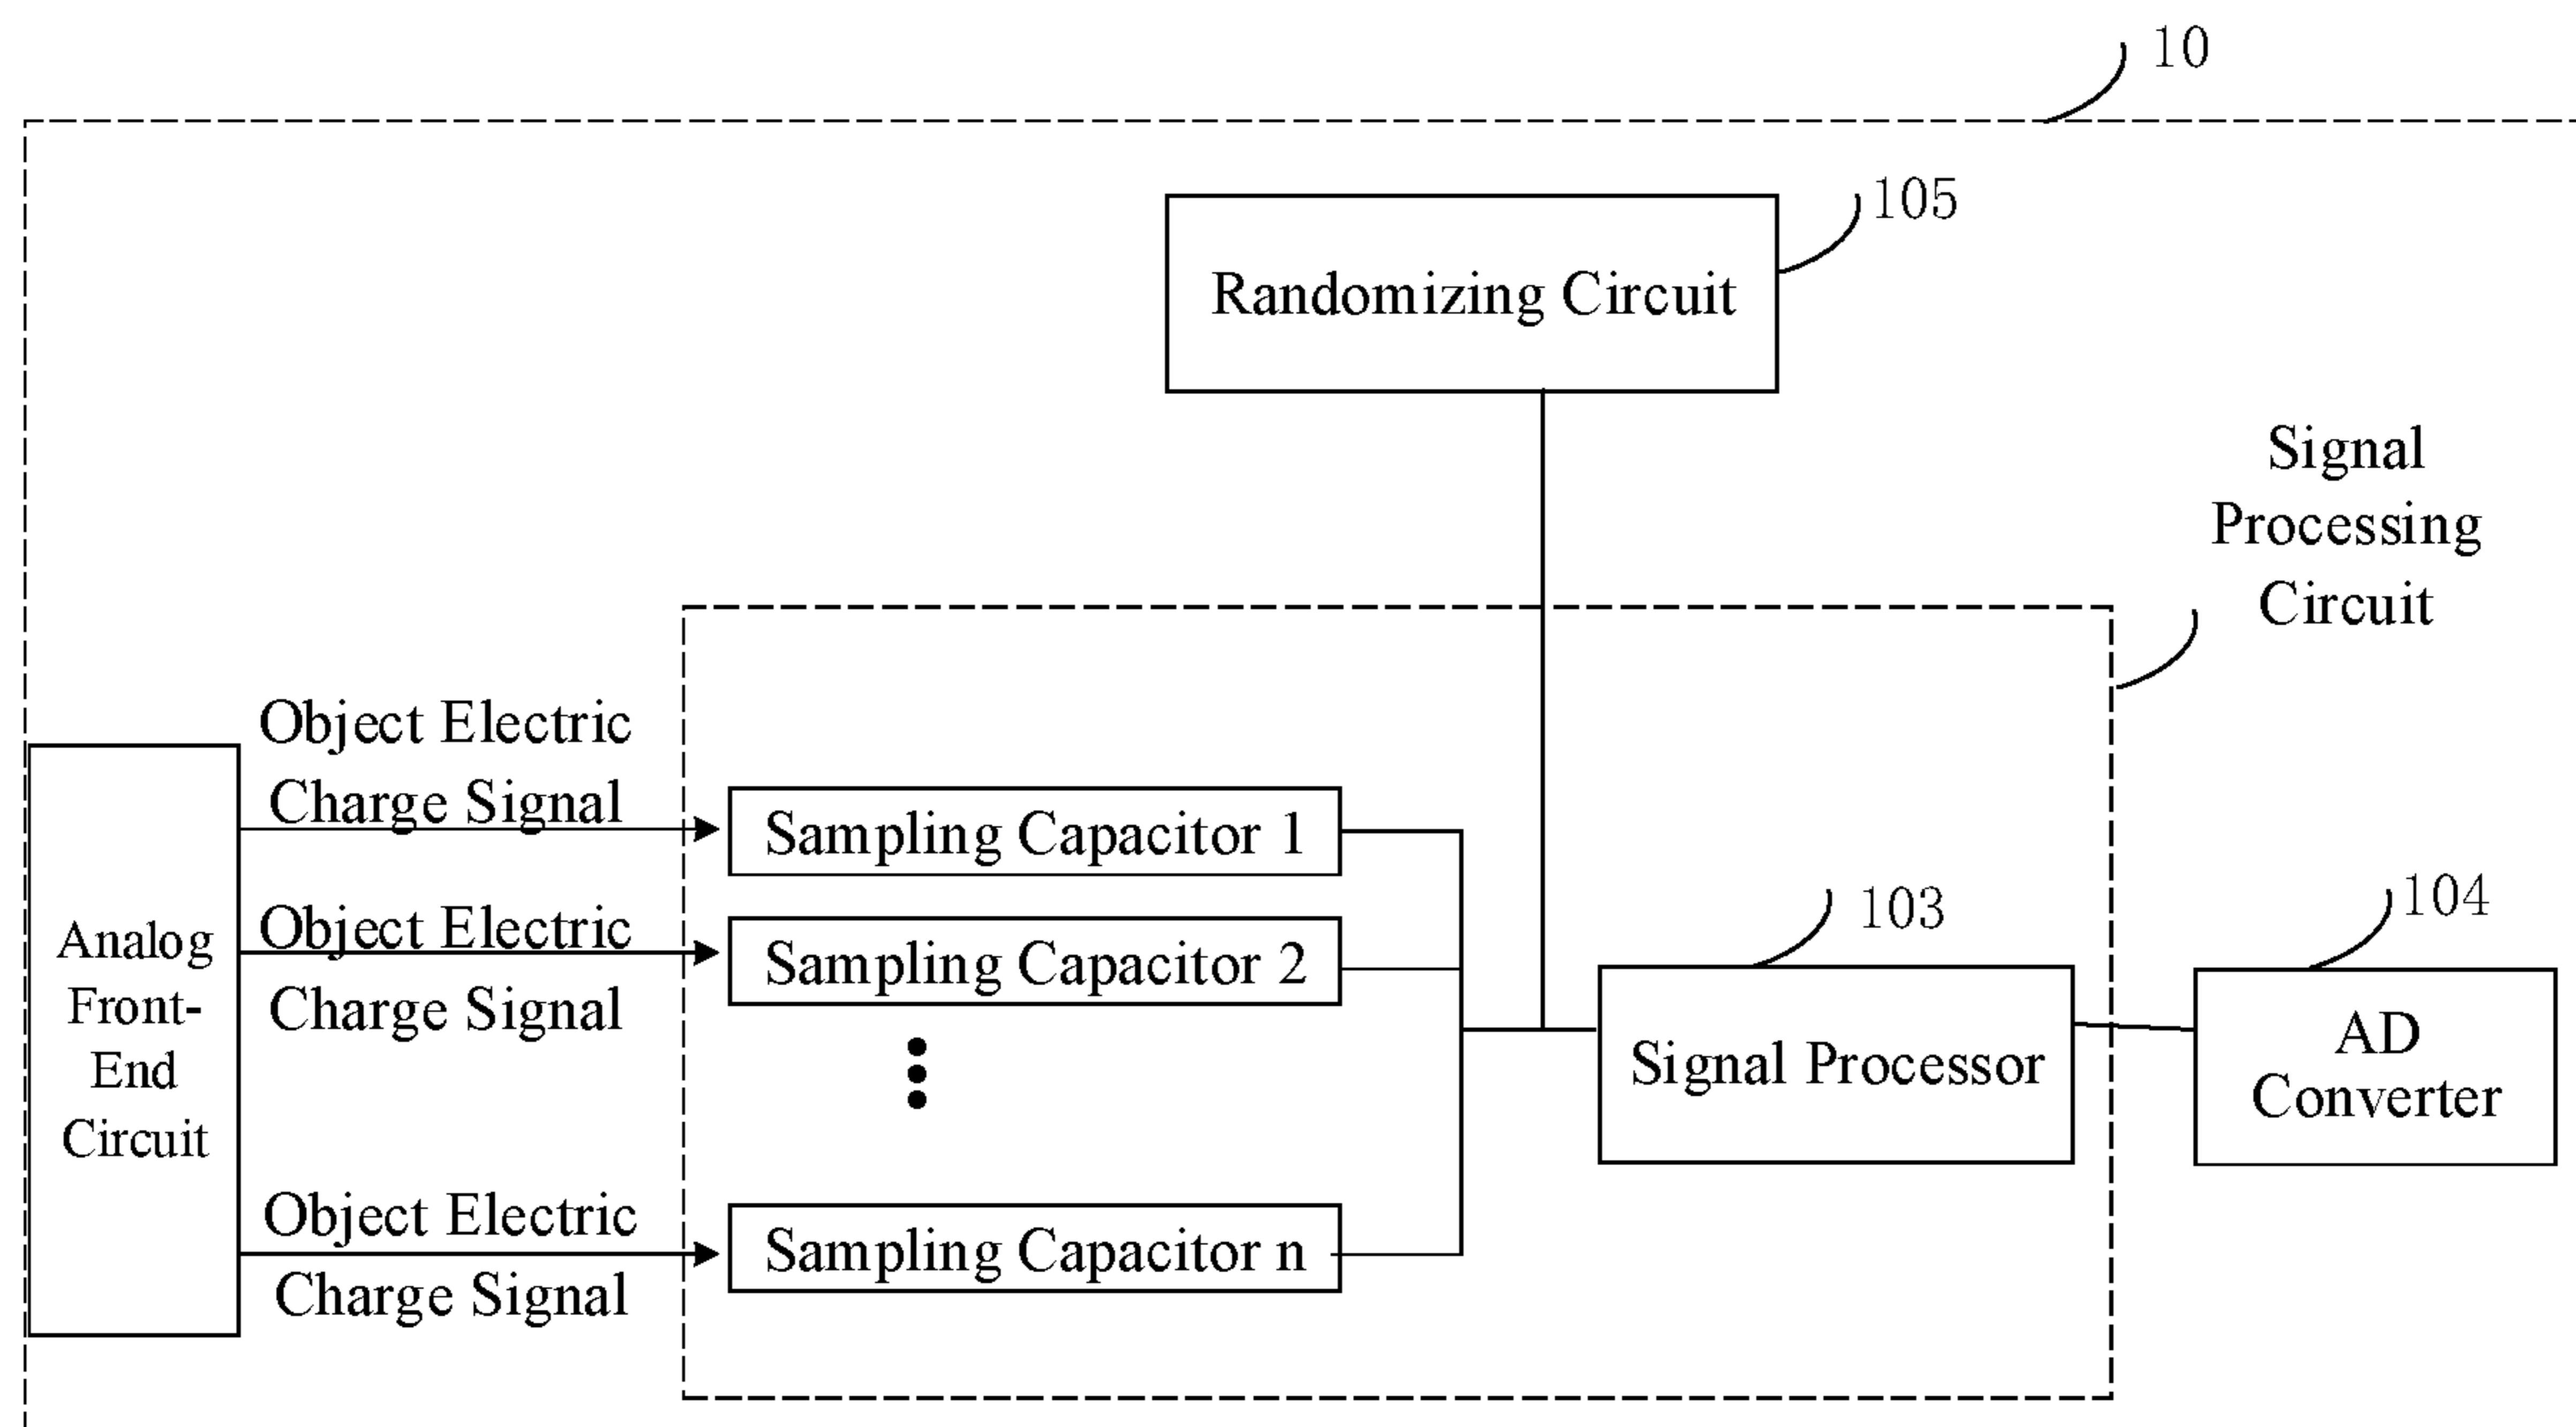 10
105
Randomizing Circuit
Signal
Processing
Circuit
Object Electric
Charge Signal
Sampling Capacitor 1
Analog
Front-
End
Circuit
Object Electric
Charge Signal
Sampling Capacitor 2
103
Signal Processor
104
AD
Converter
Object Electric
Charge Signal
Sampling Capacitor n